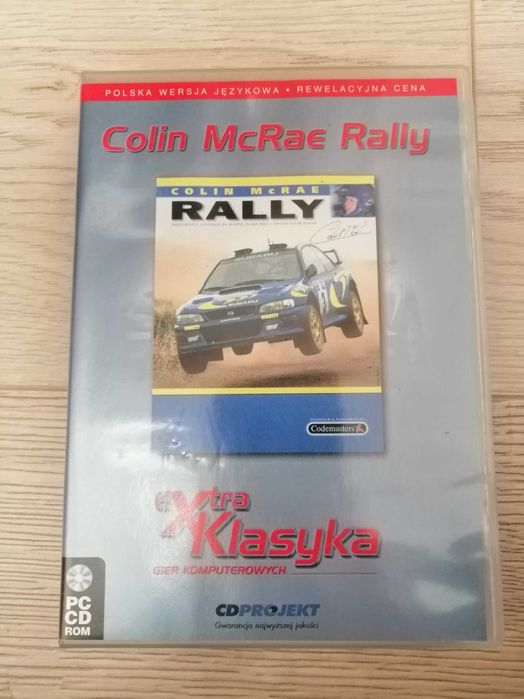 POLSKA WERSJA JĘZYKOWA • REWELACYJNA CENA
Colin McRae Rally
COLIN McRAE
RALLY
SUBARU
SUBARU
Codemasters
eXtra
Klasyka
GIER KOMPUTEROWYCH
PC
CD
ROM
CDPROJEKT
Gwarancja najwyższej jakości